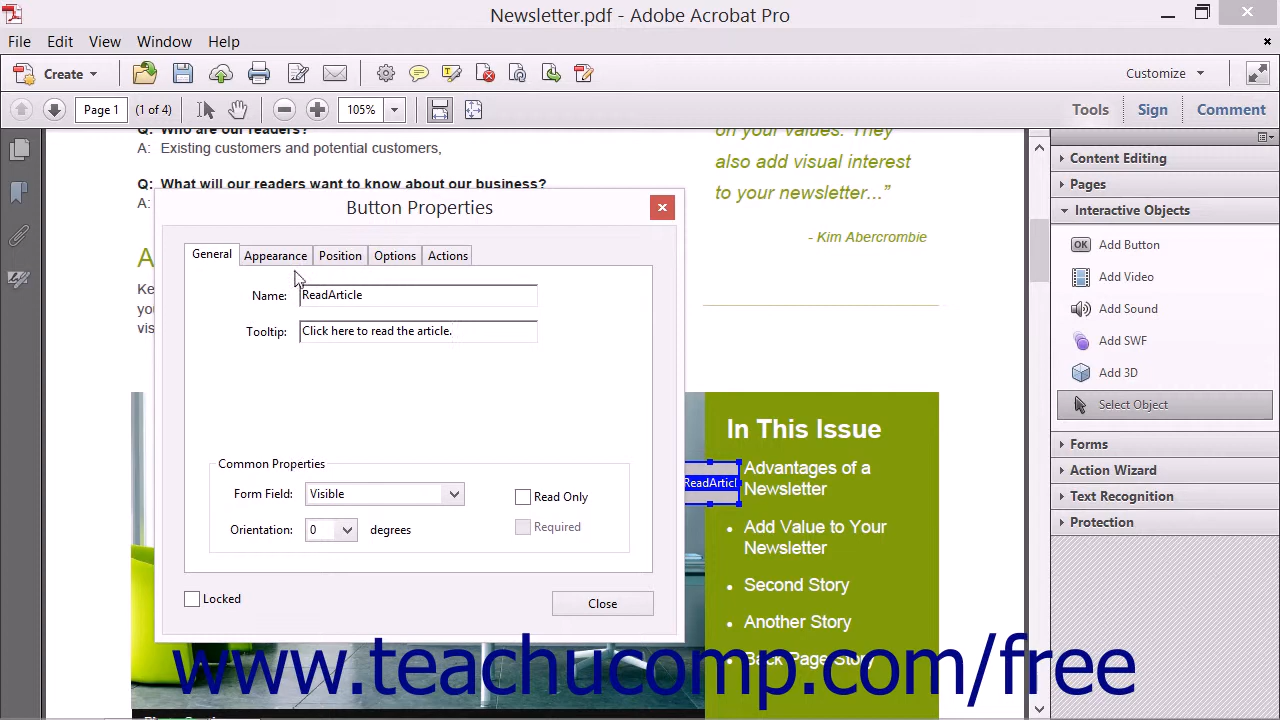 Newsletter.pdf - Adobe Acrobat Pro
File Edit View Window Help
Create
Customize
Page 1 (1 of 4) 105% Tools Sign Comment
Q: Who are our readers?
A: Existing customers and potential customers,
Q: What will our readers want to know about our business?
A:
on your values. They
also add visual interest
to your newsletter...”
- Kim Abercrombie
Button Properties
General Appearance Position Options Actions
Name: ReadArticle
Tooltip: Click here to read the article.
Common Properties
Form Field: Visible
Read Only
Orientation: 0 degrees
Required
Locked
Close
A
Ke
you
vis
ReadArticl
In This Issue
Advantages of a
Newsletter
• Add Value to Your
Newsletter
• Second Story
• Another Story
• Back Page Story
Content Editing
Pages
Interactive Objects
OK Add Button
Add Video
Add Sound
Add SWF
Add 3D
Select Object
Forms
Action Wizard
Text Recognition
Protection
www.teachucomp.com/free